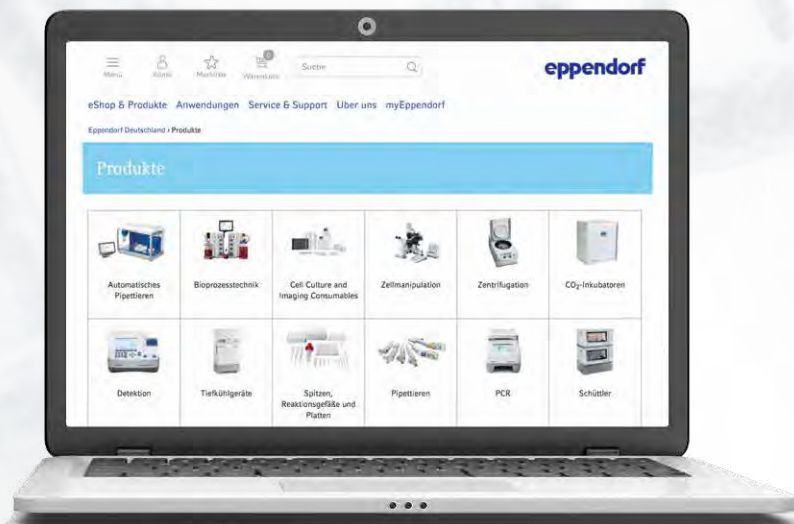 0
Menü
Konto
Merkliste
Warenkorb
Suche
eppendorf
eShop & Produkte Anwendungen Service & Support Über uns myEppendorf
Eppendorf Deutschland › Produkte
Produkte
Automatisches
Pipettieren
Bioprozesstechnik
Cell Culture and
Imaging Consumables
Zellmanipulation
Zentrifugation
CO₂-Inkubatoren
Detektion
Tiefkühlgeräte
Spitzen,
Reaktionsgefäße und
Platten
Pipettieren
PCR
Schüttler